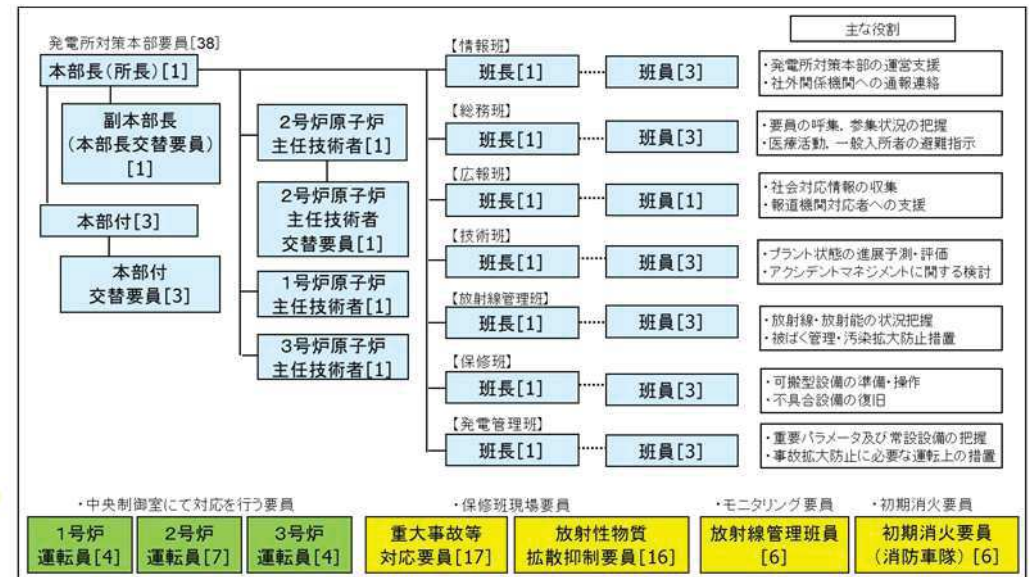 発電所対策本部要員[38]
本部長(所長)[1]
副本部長
(本部長交替要員)
[1]
本部付[3]
本部付
交替要員[3]
2号炉原子炉
主任技術者[1]
2号炉原子炉
主任技術者
交替要員[1]
1号炉原子炉
主任技術者[1]
3号炉原子炉
主任技術者[1]
主な役割
【情報班】
班長[1] 班員[3]
・発電所対策本部の運営支援
・社外関係機関への通報連絡
【総務班】
班長[1] 班員[3]
・要員の呼集、参集状況の把握
・医療活動、一般入所者の避難指示
【広報班】
班長[1] 班員[1]
・社会対応情報の収集
・報道機関対応者への支援
【技術班】
班長[1] 班員[3]
・プラント状態の進展予測・評価
・アクシデントマネジメントに関する検討
【放射線管理班】
班長[1] 班員[3]
・放射線・放射能の状況把握
・被ばく管理・汚染拡大防止措置
【保修班】
班長[1] 班員[3]
・可搬型設備の準備・操作
・不具合設備の復旧
【発電管理班】
班長[1] 班員[3]
・重要パラメータ及び常設設備の把握
・事故拡大防止に必要な運転上の措置
・中央制御室にて対応を行う要員
1号炉
運転員[4]
2号炉
運転員[7]
3号炉
運転員[4]
・保修班現場要員
重大事故等
対応要員[17]
放射性物質
拡散抑制要員[16]
・モニタリング要員
放射線管理班員
[6]
・初期消火要員
初期消火要員
(消防車隊)[6]